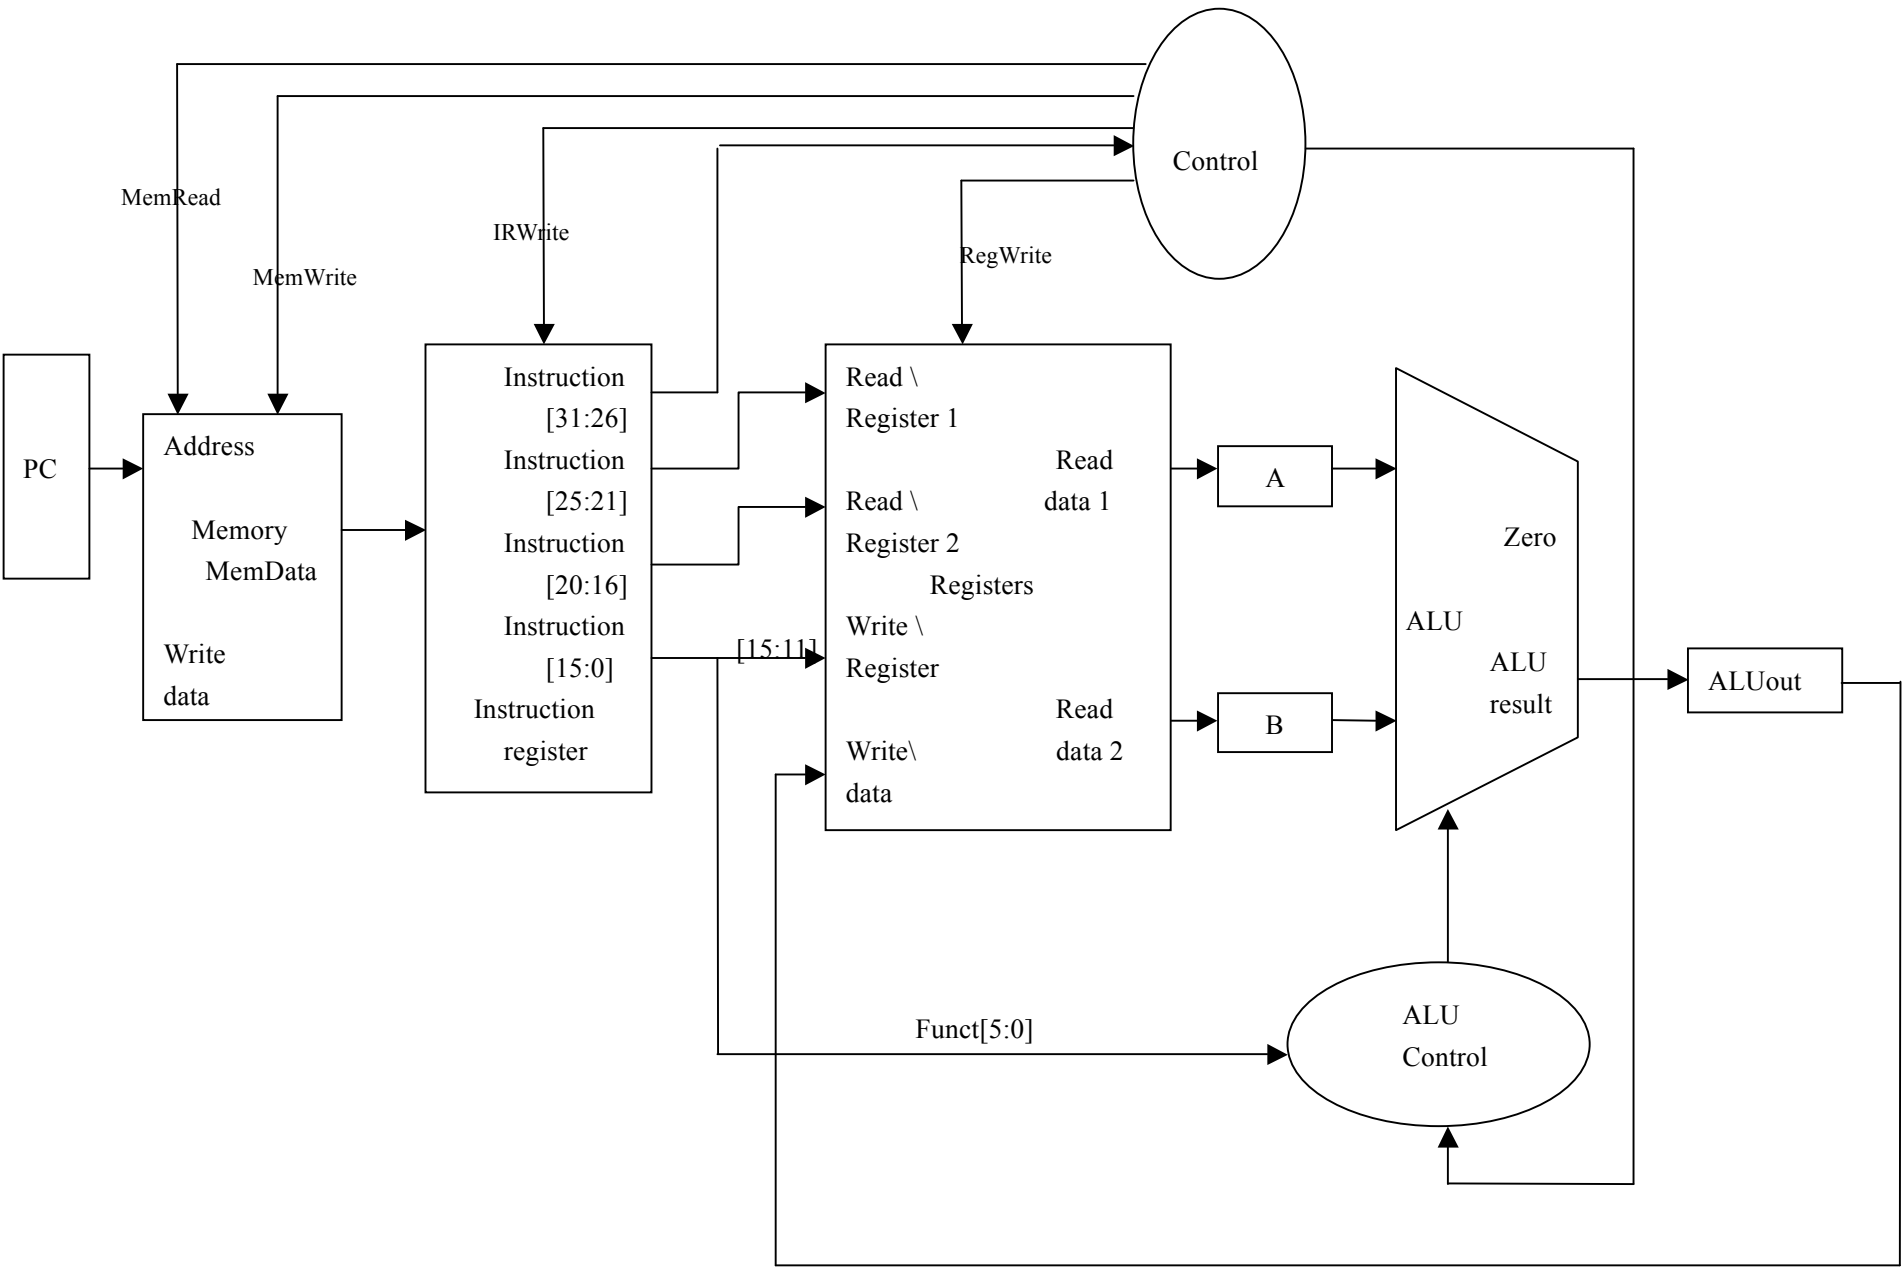 Control
MemRead
IRWrite
RegWrite
MemWrite
PC
Address
Memory
MemData
Write
data
Instruction
[31:26]
Instruction
[25:21]
Instruction
[20:16]
Instruction
[15:0]
Instruction
register
[15:11]
Read \
Register 1
Read
data 1
Read \
Register 2
Registers
Write \
Register
Read
data 2
Write\
data
A
B
Zero
ALU
ALU
result
ALUout
Funct[5:0]
ALU
Control